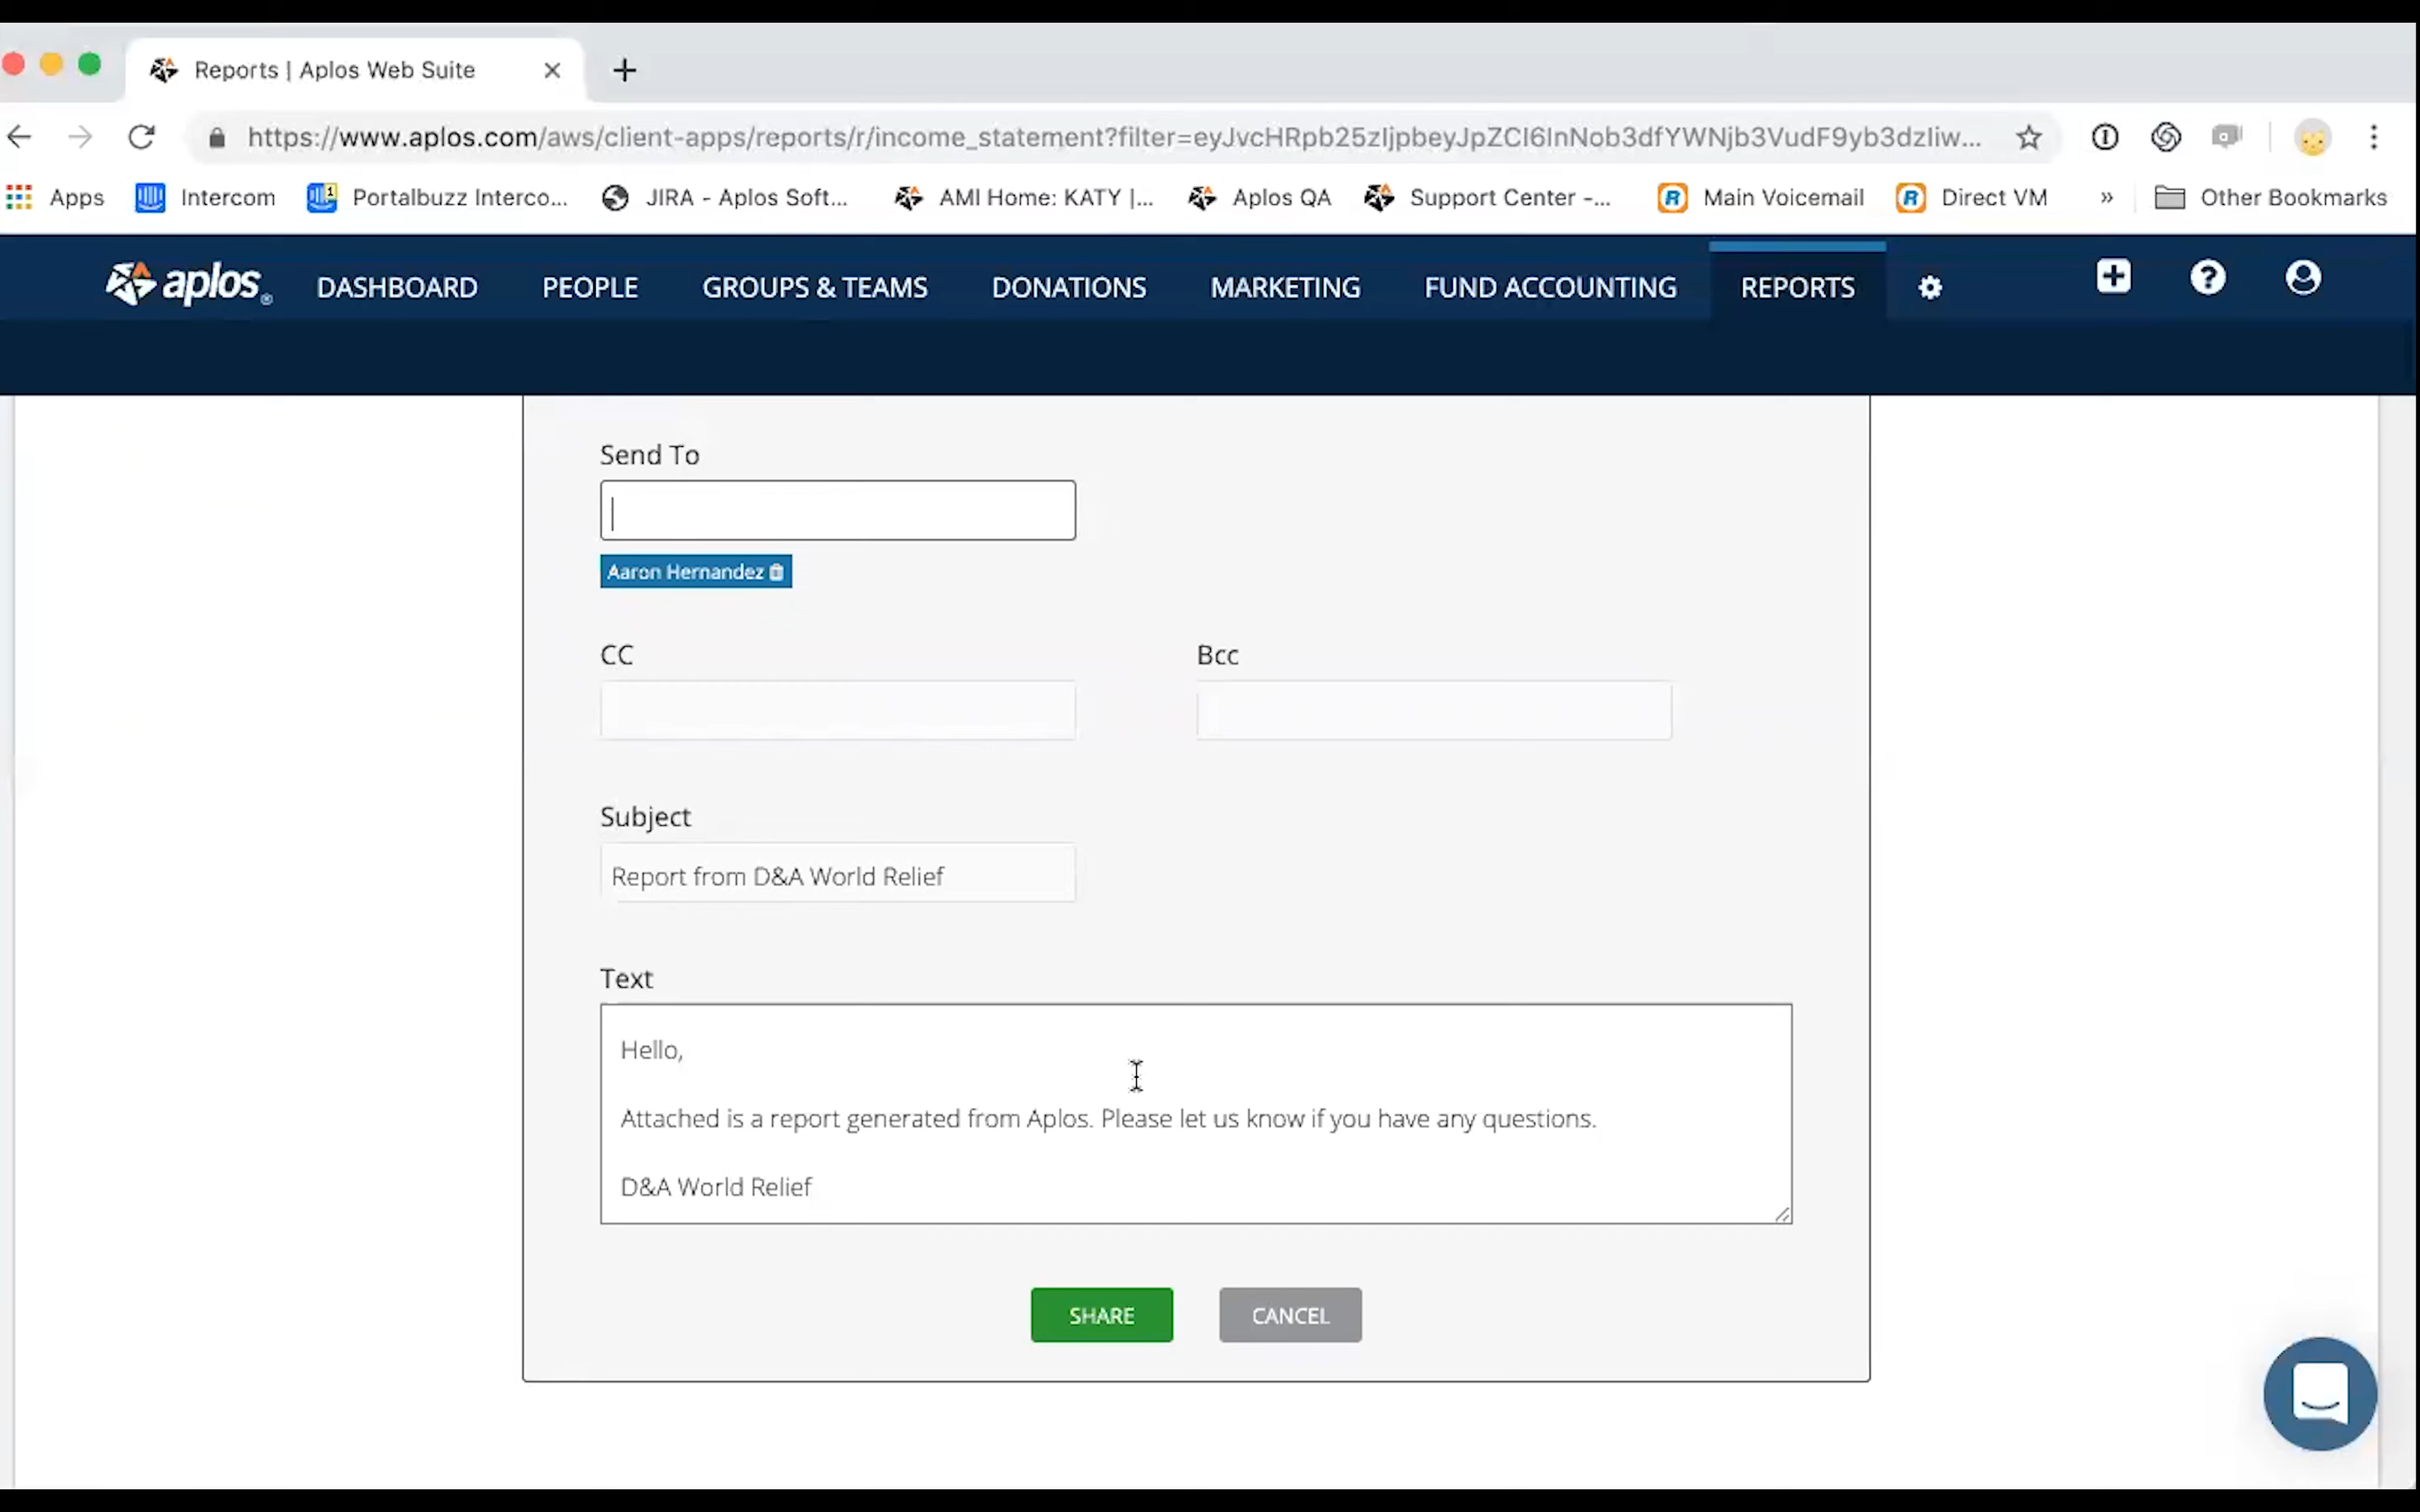 Reports | Aplos Web Suite
https://www.aplos.com/aws/client-apps/reports/r/income_statement?filter=eyJvcHRpb25zIjpbeyJpZCI6InNob3dfYWNjb3VudF9yb3dzIiw...
Apps Intercom 1 Portalbuzz Interco... JIRA - Aplos Soft... AMI Home: KATY |... Aplos QA Support Center -... R Main Voicemail R Direct VM » Other Bookmarks
aplos® DASHBOARD PEOPLE GROUPS & TEAMS DONATIONS MARKETING FUND ACCOUNTING REPORTS
Send To
Aaron Hernandez
CC Bcc
Subject
Report from D&A World Relief
Text
Hello,
Attached is a report generated from Aplos. Please let us know if you have any questions.
D&A World Relief
SHARE CANCEL